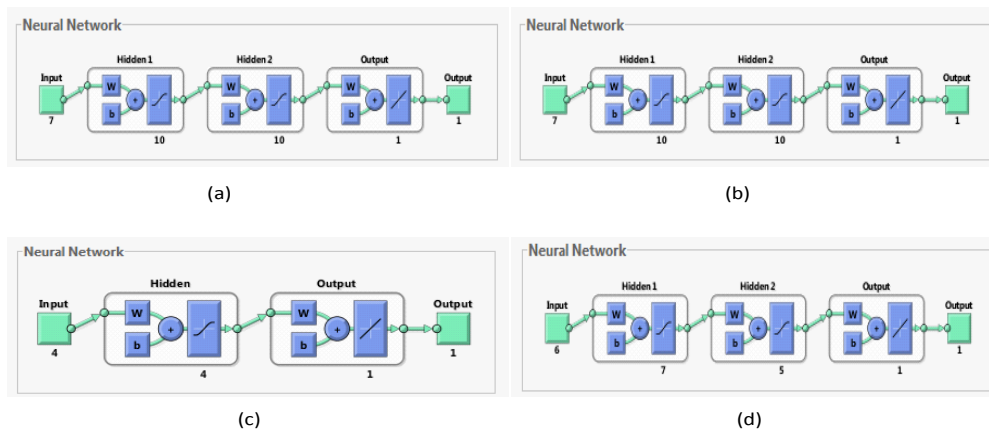 Neural Network
Hidden 1 Hidden 2 Output
Input Output
W W W
b + b + b +
7 10 10 1 1
(a)
Neural Network
Hidden 1 Hidden 2 Output
Input Output
W W W
b + b + b +
7 10 10 1 1
(b)
Neural Network
Hidden Output
Input Output
W W
b + b +
4 4 1 1
(c)
Neural Network
Hidden 1 Hidden 2 Output
Input Output
W W W
b + b + b +
6 7 5 1 1
(d)